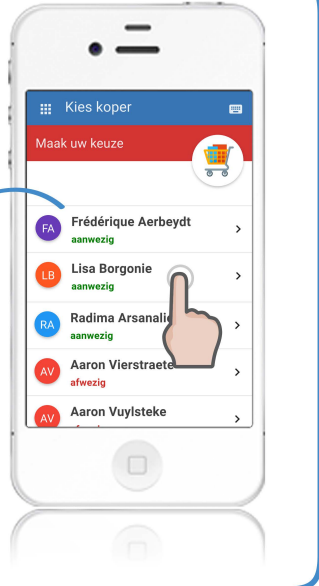 Kies koper
Maak uw keuze
FA
Frédérique Aerbeydt
aanwezig
LB
Lisa Borgonie
aanwezig
RA
Radima
aanwezig
AV
Aaron Vierstraete
afwezig
AV
Aaron Vuylsteke